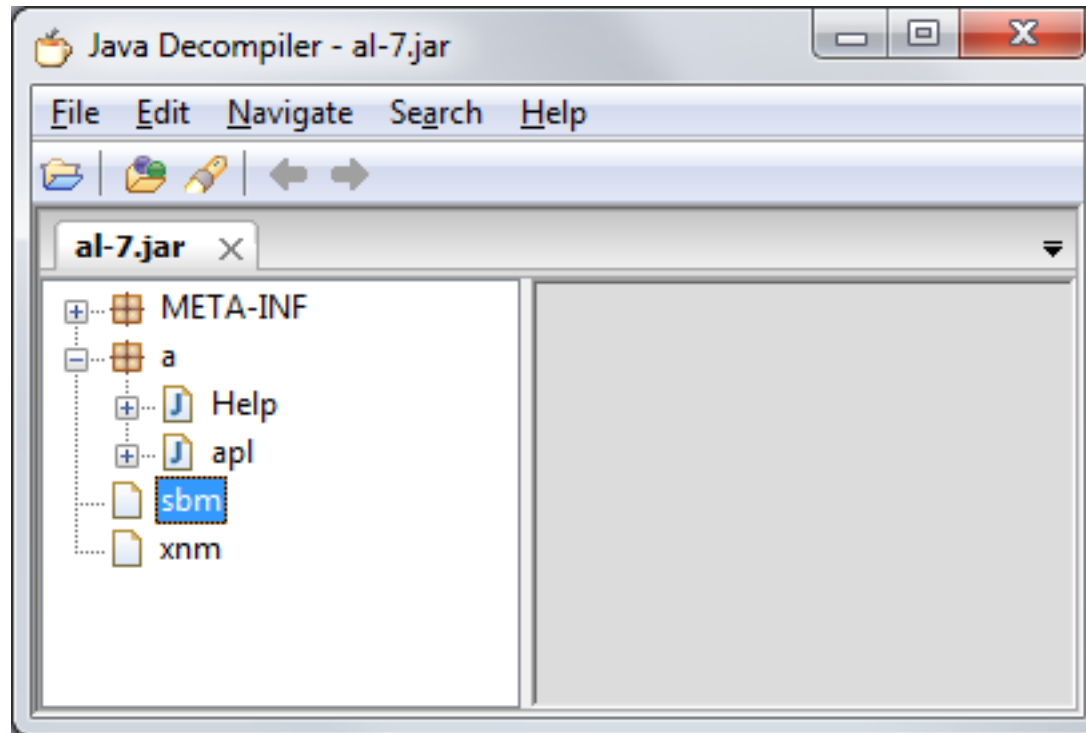 Java Decompiler - al-7.jar
File Edit Navigate Search Help
al-7.jar
META-INF
a
Help
apl
sbm
xnm